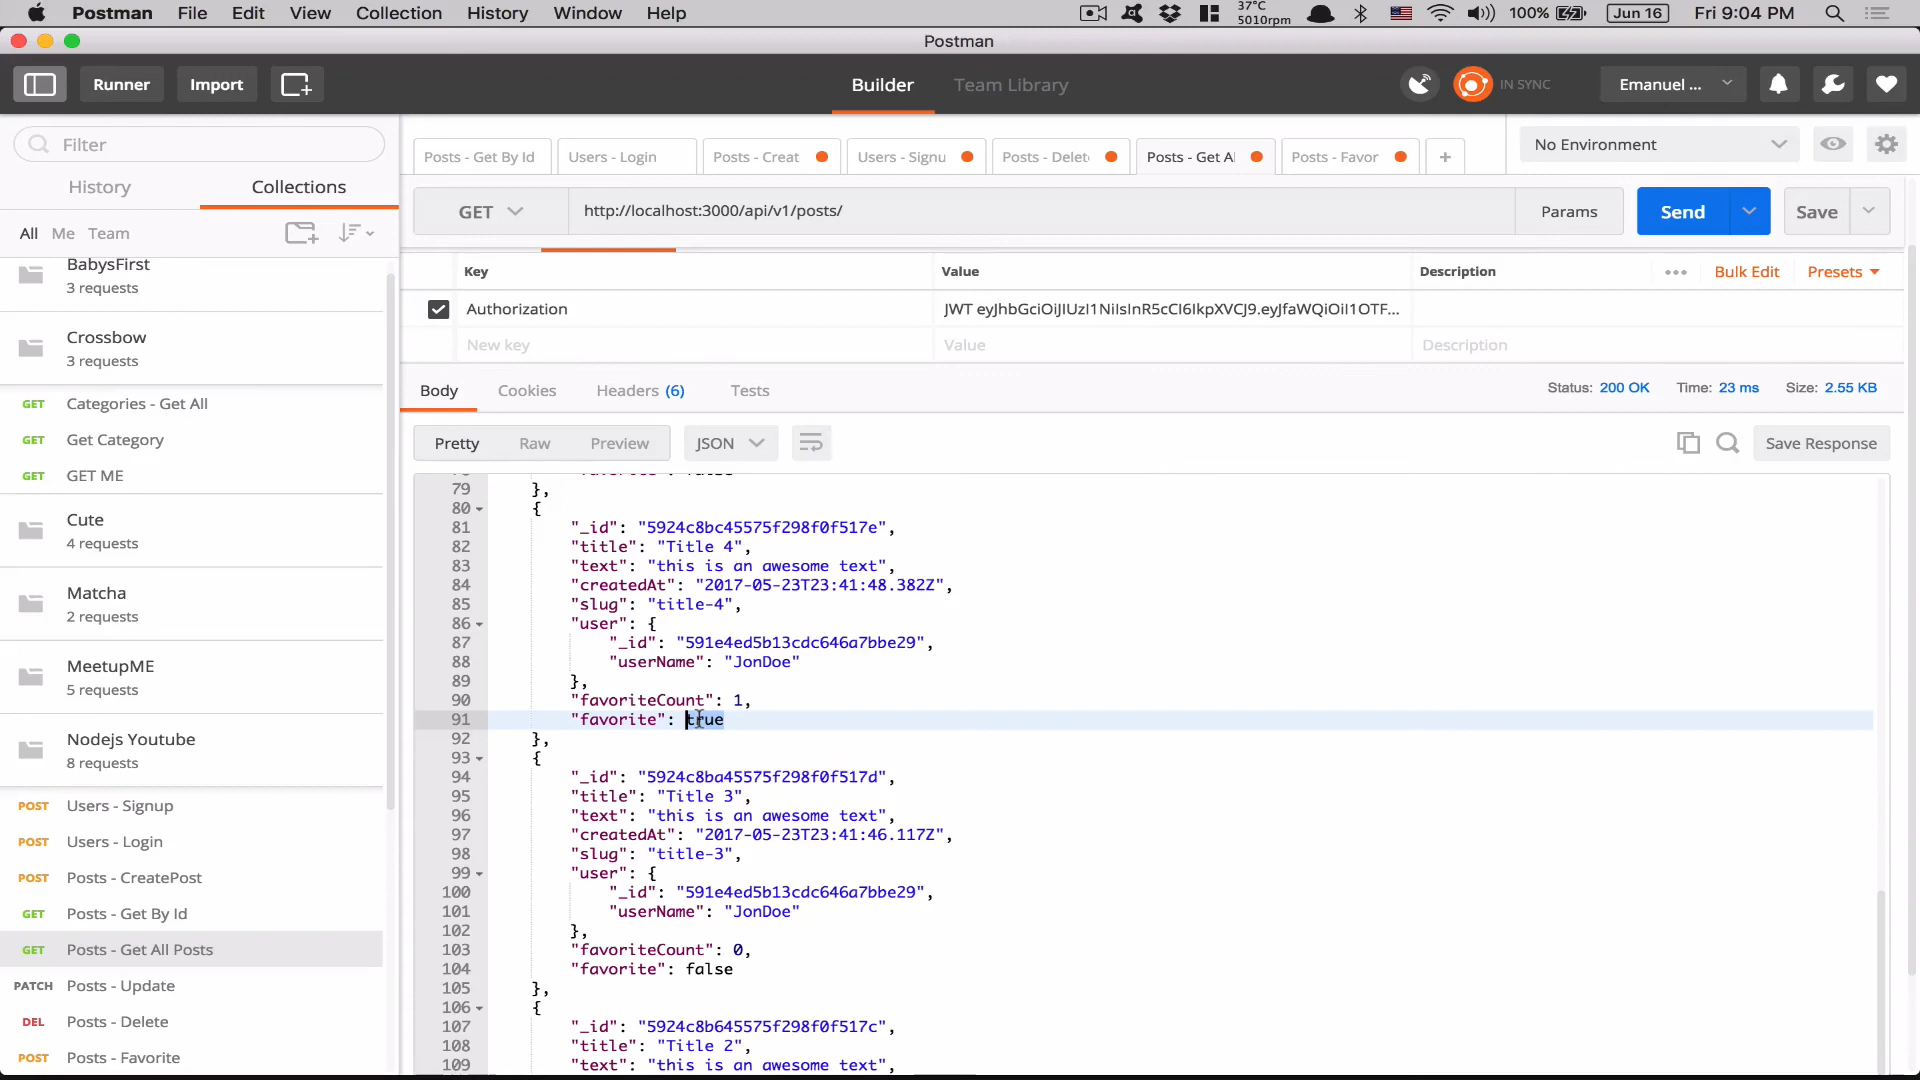 Postman File Edit View Collection History Window Help 37°C 5010rpm 100% Jun 16 Fri 9:04 PM
Postman
Runner Import Builder Team Library IN SYNC Emanuel ...
Filter
Posts - Get By Id Users - Login Posts - Creat Users - Signu Posts - Delet Posts - Get Al Posts - Favor + No Environment
History Collections
GET http://localhost:3000/api/v1/posts/ Params Send Save
All Me Team
Key Value Description ••• Bulk Edit Presets
BabysFirst
3 requests
Authorization JWT eyJhbGciOiJIUzI1NiIsInR5cCI6IkpXVCJ9.eyJfaWQiOiI1OTF...
New key Value Description
Crossbow
3 requests
Body Cookies Headers (6) Tests Status: 200 OK Time: 23 ms Size: 2.55 KB
GET Categories - Get All
GET Get Category
GET GET ME
Pretty Raw Preview JSON Save Response
Cute
4 requests
Matcha
2 requests
MeetupME
5 requests
Nodejs Youtube
8 requests
POST Users - Signup
POST Users - Login
POST Posts - CreatePost
GET Posts - Get By Id
GET Posts - Get All Posts
PATCH Posts - Update
DEL Posts - Delete
POST Posts - Favorite
79 },
80 {
81 "_id": "5924c8bc45575f298f0f517e",
82 "title": "Title 4",
83 "text": "this is an awesome text",
84 "createdAt": "2017-05-23T23:41:48.382Z",
85 "slug": "title-4",
86 "user": {
87 "_id": "591e4ed5b13cdc646a7bbe29",
88 "userName": "JonDoe"
89 },
90 "favoriteCount": 1,
91 "favorite": true
92 },
93 {
94 "_id": "5924c8ba45575f298f0f517d",
95 "title": "Title 3",
96 "text": "this is an awesome text",
97 "createdAt": "2017-05-23T23:41:46.117Z",
98 "slug": "title-3",
99 "user": {
100 "_id": "591e4ed5b13cdc646a7bbe29",
101 "userName": "JonDoe"
102 },
103 "favoriteCount": 0,
104 "favorite": false
105 },
106 {
107 "_id": "5924c8b645575f298f0f517c",
108 "title": "Title 2",
109 "text": "this is an awesome text",